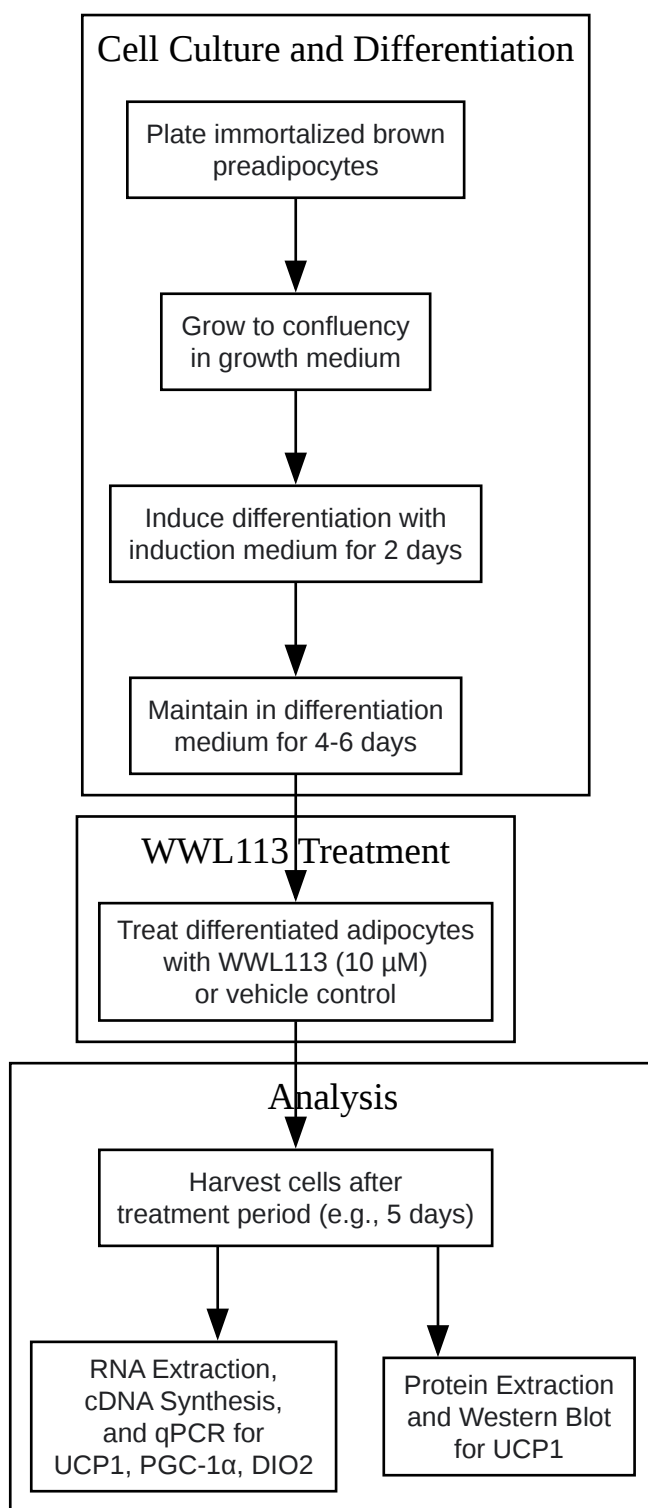 Cell Culture and Differentiation
Plate immortalized brown
preadipocytes
Grow to confluency
in growth medium
Induce differentiation with
induction medium for 2 days
Maintain in differentiation
medium for 4-6 days
WWL113 Treatment
Treat differentiated adipocytes
with WWL113 (10 µM)
or vehicle control
Analysis
Harvest cells after
treatment period (e.g., 5 days)
RNA Extraction,
cDNA Synthesis,
and qPCR for
UCP1, PGC-1α, DIO2
Protein Extraction
and Western Blot
for UCP1